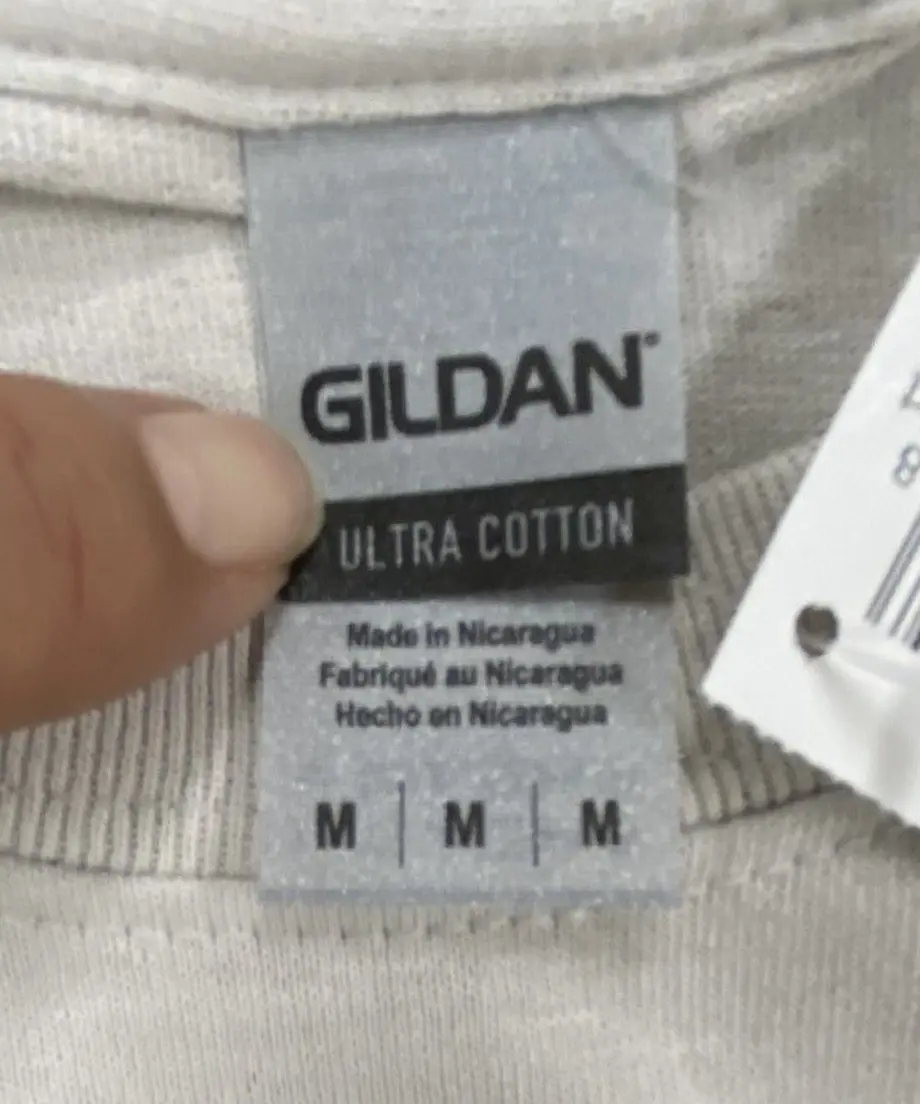 GILDAN
ULTRA COTTON
Made in Nicaragua
Fabriqué au Nicaragua
Hecho en Nicaragua
M | M | M